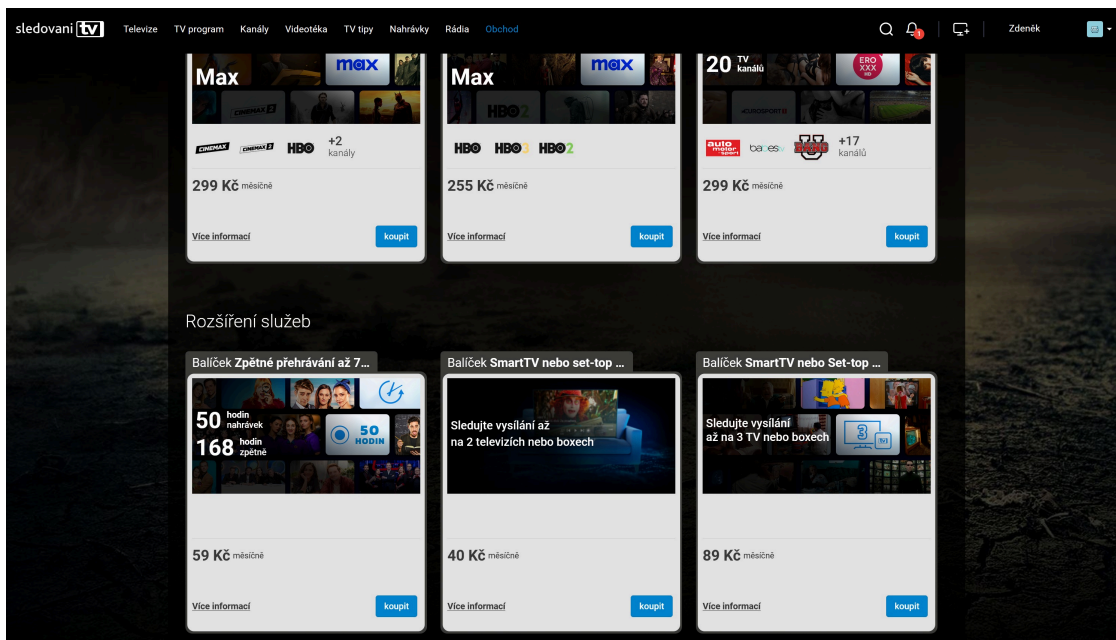 sledovani tv Televize TV program Kanály Videotéka TV tipy Nahrávky Rádia Obchod 1 Zdeněk
Max max
CINEMAX 2
CINEMAX CINEMAX 2 HBO +2
kanály
299 Kč měsíčně
Více informací koupit
Max max
HBO2
HBO HBO3 HBO2
255 Kč měsíčně
Více informací koupit
20 TV
kanálů
ERO
XXX
HD
EUROSPORT 2
auto
motor
sport
+17
kanálů
299 Kč měsíčně
Více informací koupit
Rozšíření služeb
Balíček Zpětné přehrávání až 7...
50 hodin
nahrávek
168 hodin
zpětně
50
HODIN
59 Kč měsíčně
Více informací koupit
Balíček SmartTV nebo set-top ...
Sledujte vysílání až
na 2 televizích nebo boxech
40 Kč měsíčně
Více informací koupit
Balíček SmartTV nebo Set-top ...
Sledujte vysílání
až na 3 TV nebo boxech
3
89 Kč měsíčně
Více informací koupit